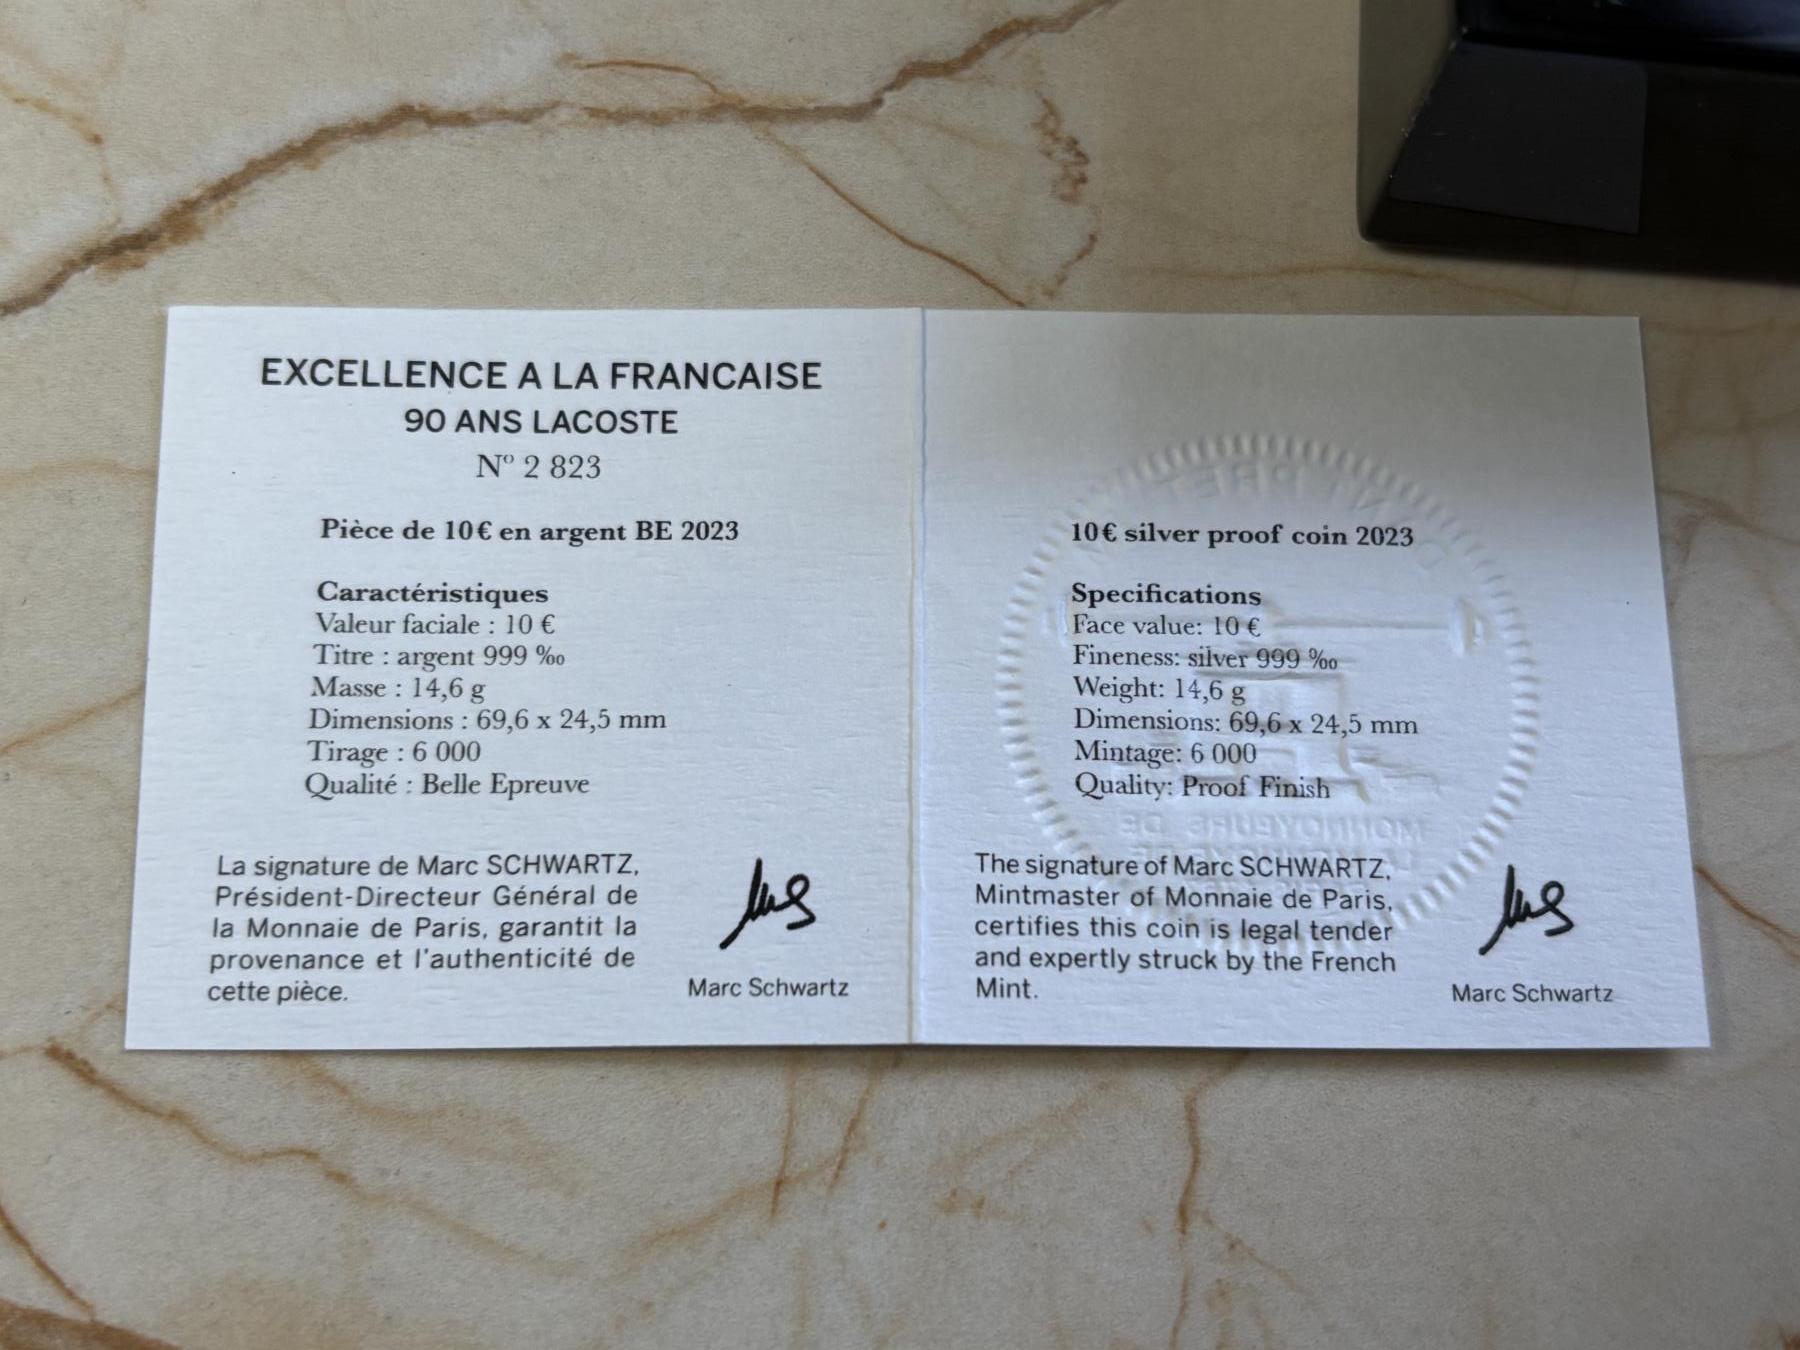 EXCELLENCE A LA FRANCAISE
90 ANS LACOSTE
Nº 2 823
Pièce de 10 € en argent BE 2023
Caractéristiques
Valeur faciale : 10 €
Titre : argent 999 ‰
Masse : 14,6 g
Dimensions : 69,6 x 24,5 mm
Tirage : 6 000
Qualité : Belle Epreuve
La signature de Marc SCHWARTZ,
Président-Directeur Général de
la Monnaie de Paris, garantit la
provenance et l'authenticité de
cette pièce.
Marc Schwartz
10 € silver proof coin 2023
Specifications
Face value: 10 €
Fineness: silver 999 ‰
Weight: 14,6 g
Dimensions: 69,6 x 24,5 mm
Mintage: 6 000
Quality: Proof Finish
The signature of Marc SCHWARTZ,
Mintmaster of Monnaie de Paris,
certifies this coin is legal tender
and expertly struck by the French
Mint.
Marc Schwartz